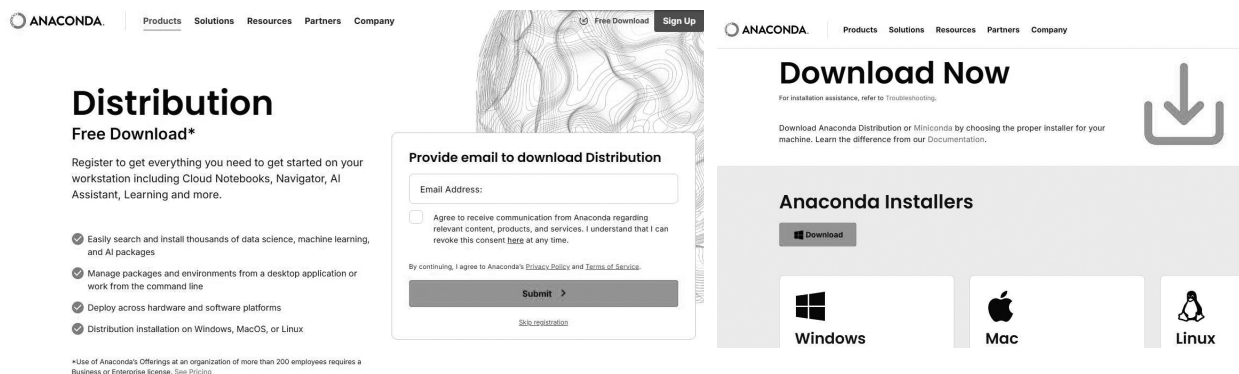 ANACONDA.
Products Solutions Resources Partners Company
Free Download
Sign Up
Distribution
Free Download*
Register to get everything you need to get started on your
workstation including Cloud Notebooks, Navigator, AI
Assistant, Learning and more.
Easily search and install thousands of data science, machine learning,
and AI packages
Manage packages and environments from a desktop application or
work from the command line
Deploy across hardware and software platforms
Distribution installation on Windows, MacOS, or Linux
*Use of Anaconda's Offerings at an organization of more than 200 employees requires a
Business or Enterprise license. See Pricing
Provide email to download Distribution
Email Address:
Agree to receive communication from Anaconda regarding
relevant content, products, and services. I understand that I can
revoke this consent here at any time.
By continuing, I agree to Anaconda's Privacy Policy and Terms of Service.
Submit >
Skip registration
ANACONDA.
Products Solutions Resources Partners Company
Download Now
For installation assistance, refer to Troubleshooting.
Download Anaconda Distribution or Miniconda by choosing the proper installer for your
machine. Learn the difference from our Documentation.
Anaconda Installers
Download
Windows
Mac
Linux